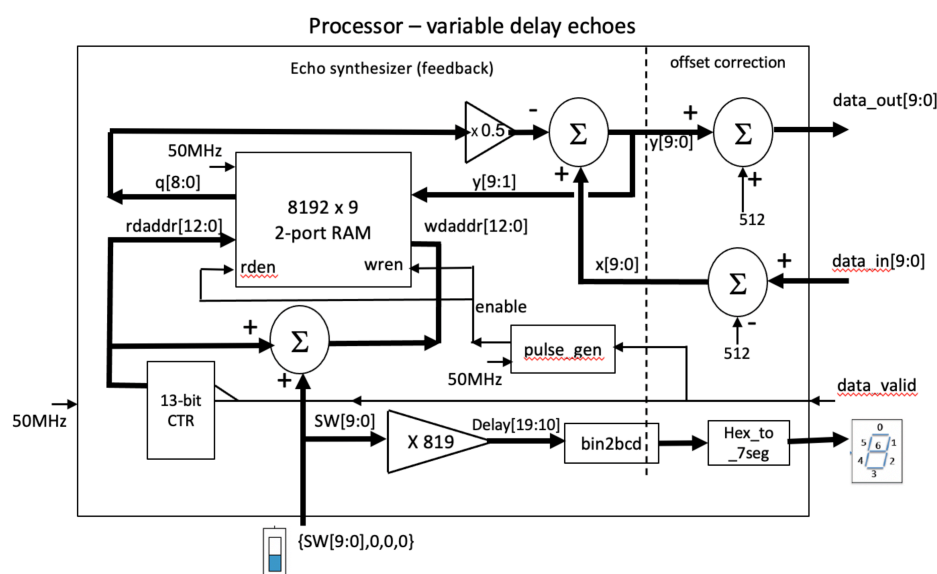 Processor – variable delay echoes
Echo synthesizer (feedback)
offset correction
data_out[9:0]
x 0.5
-
Σ
+
Σ
y[9:0]
50MHz
q[8:0]
y[9:1]
+
+
512
8192 x 9
2-port RAM
rdaddr[12:0]
wdaddr[12:0]
rden
wren
x[9:0]
Σ
+
data_in[9:0]
-
512
enable
+
Σ
+
pulse_gen
50MHz
data_valid
50MHz
13-bit
CTR
SW[9:0]
X 819
Delay[19:10]
bin2bcd
Hex_to
_7seg
0
5
6
1
4
2
3
{SW[9:0],0,0,0}